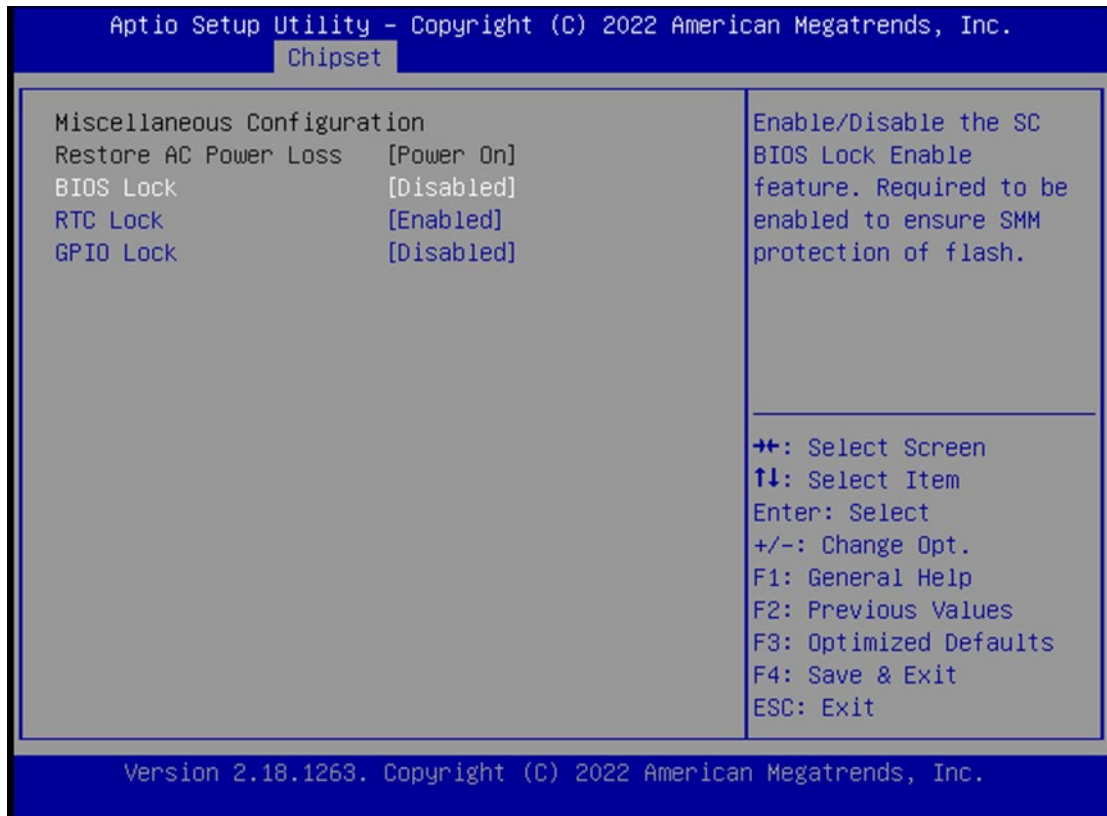 Aptio Setup Utility – Copyright (C) 2022 American Megatrends, Inc.
Chipset
Miscellaneous Configuration
Restore AC Power Loss [Power On]
BIOS Lock [Disabled]
RTC Lock [Enabled]
GPIO Lock [Disabled]
Enable/Disable the SC
BIOS Lock Enable
feature. Required to be
enabled to ensure SMM
protection of flash.
→←: Select Screen
↑↓: Select Item
Enter: Select
+/-: Change Opt.
F1: General Help
F2: Previous Values
F3: Optimized Defaults
F4: Save & Exit
ESC: Exit
Version 2.18.1263. Copyright (C) 2022 American Megatrends, Inc.